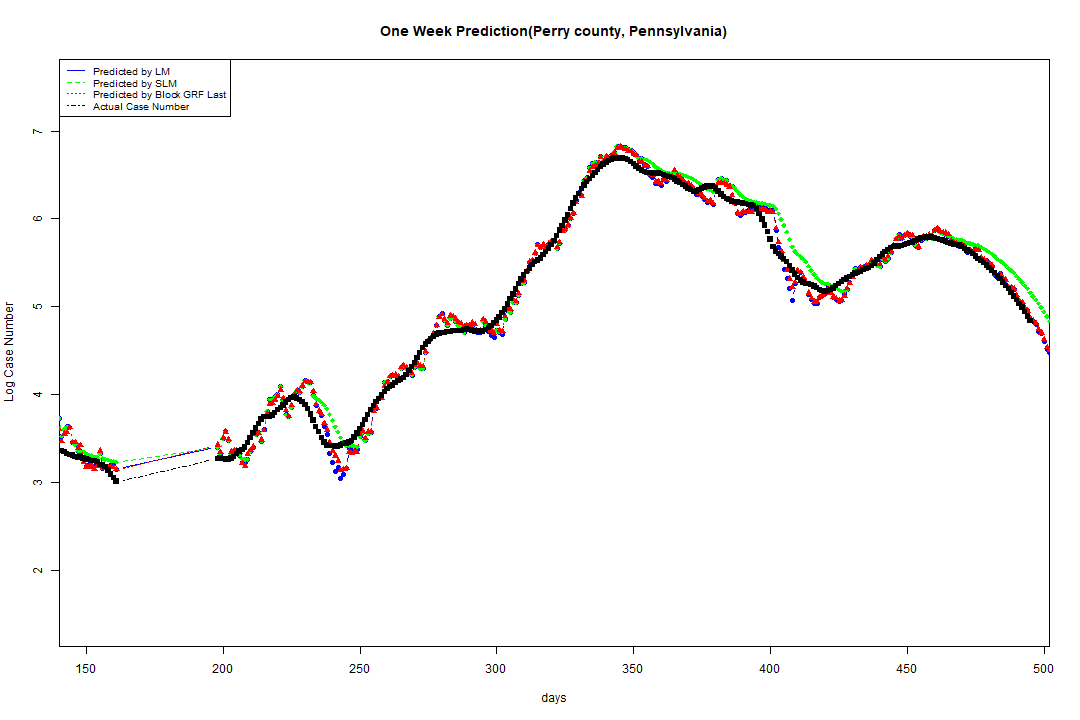 One Week Prediction(Perry county, Pennsylvania)
Predicted by LM
Predicted by SLM
Predicted by Block GRF Last
Actual Case Number
7
6
5
4
3
2
Log Case Number
150 200 250 300 350 400 450 500
days